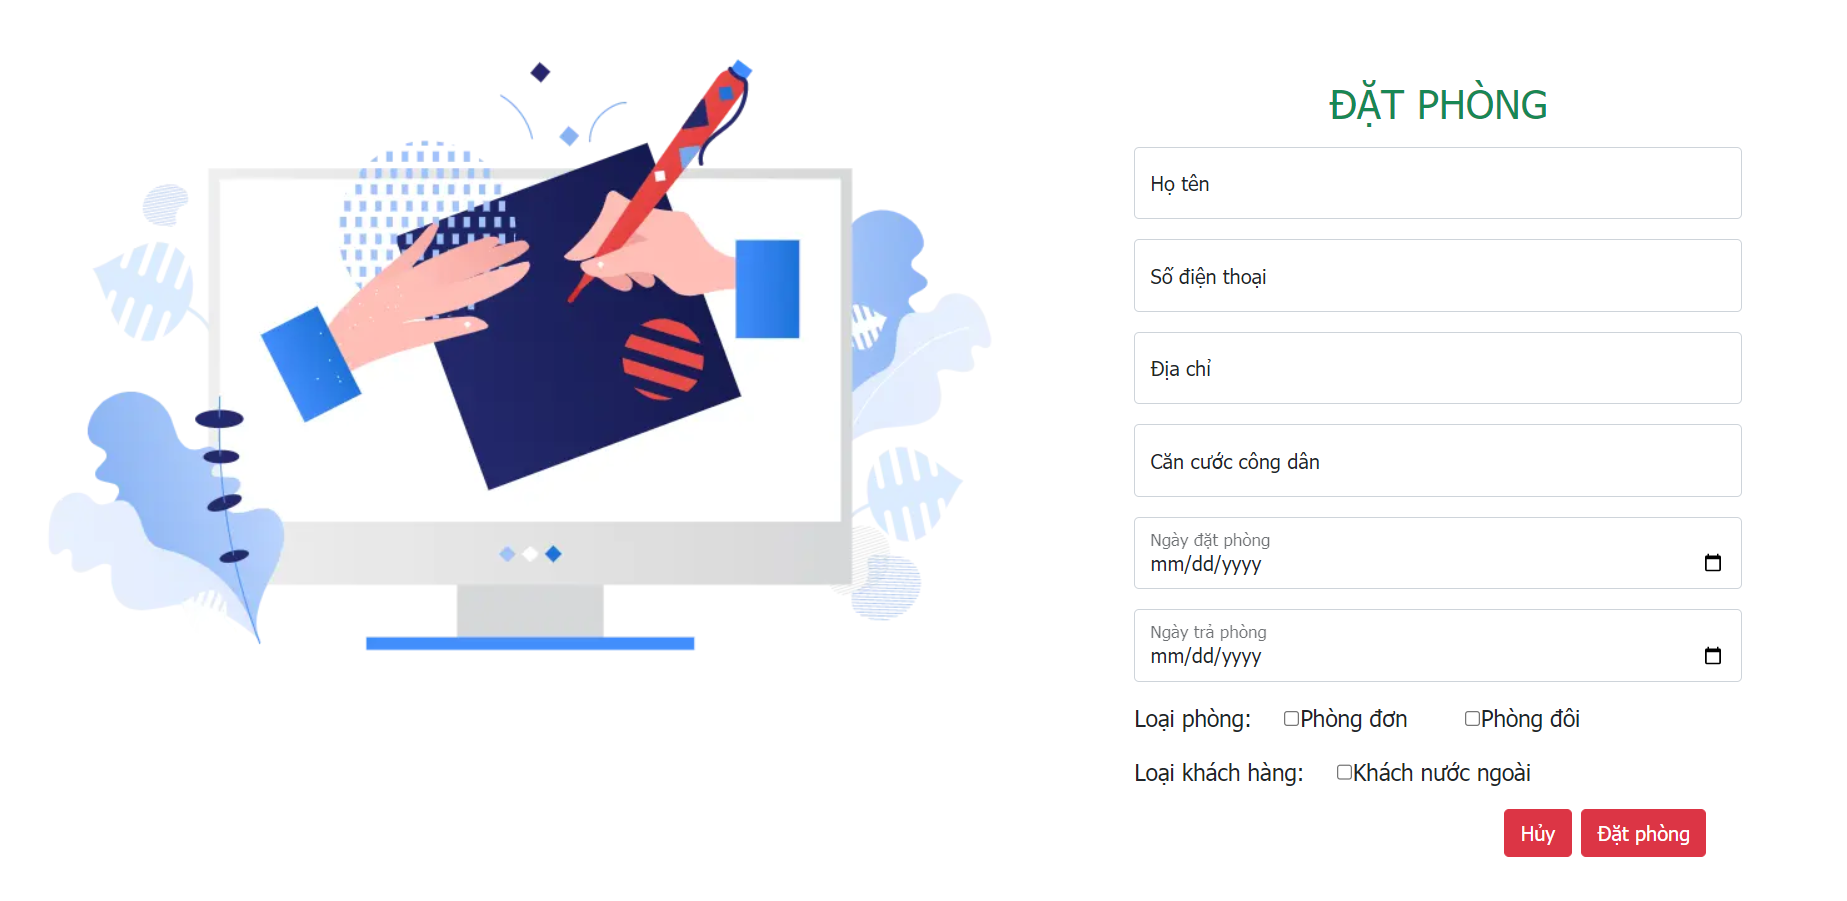 ĐẶT PHÒNG
Họ tên
Số điện thoại
Địa chỉ
Căn cước công dân
Ngày đặt phòng
mm/dd/yyyy
Ngày trả phòng
mm/dd/yyyy
Loại phòng: Phòng đơn Phòng đôi
Loại khách hàng: Khách nước ngoài
Hủy Đặt phòng